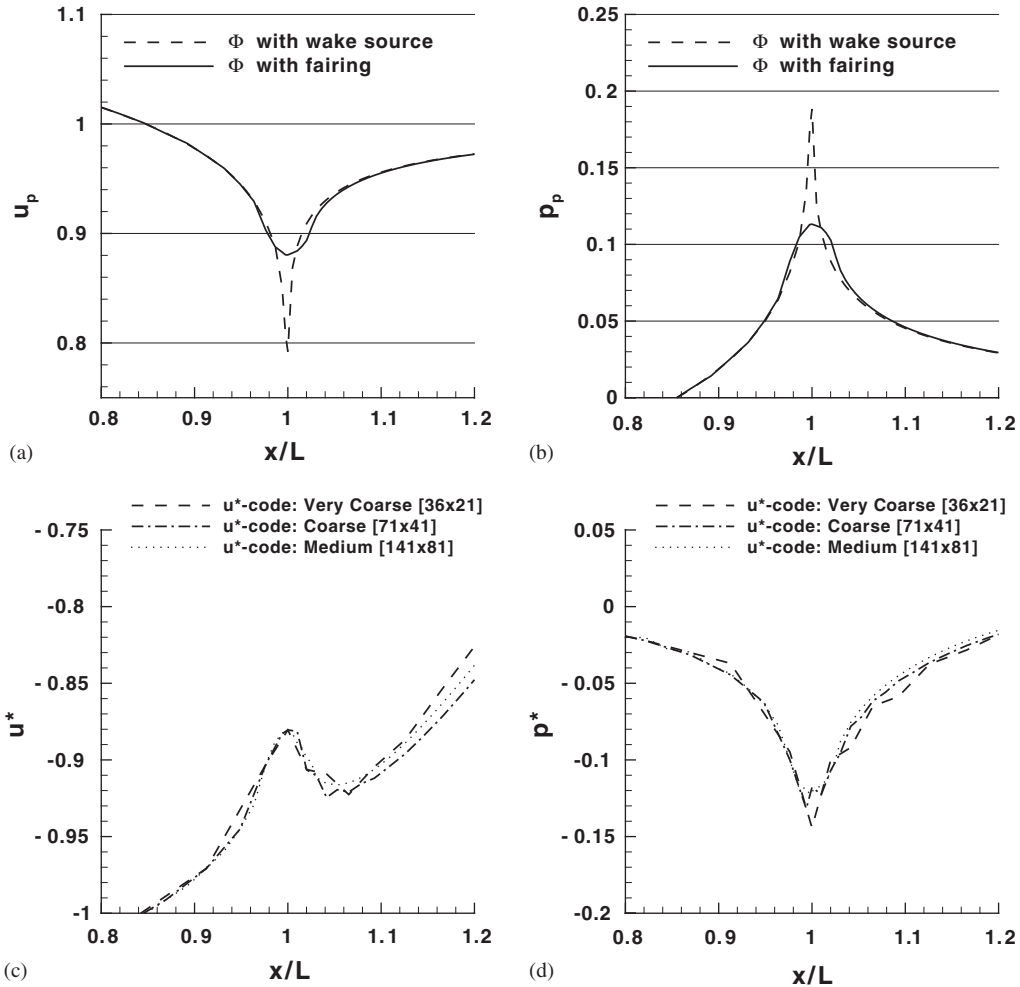 1.1
Φ with wake source
Φ with fairing
1
0.9
0.8
u_p
0.8 0.9 1 1.1 1.2
x/L
(a)
0.25
Φ with wake source
Φ with fairing
0.2
0.15
0.1
0.05
0
p_p
0.8 0.9 1 1.1 1.2
x/L
(b)
u*-code: Very Coarse [36x21]
u*-code: Coarse [71x41]
u*-code: Medium [141x81]
- 0.75
-0.8
- 0.85
-0.9
- 0.95
-1
u*
0.8 0.9 1 1.1 1.2
x/L
(c)
u*-code: Very Coarse [36x21]
u*-code: Coarse [71x41]
u*-code: Medium [141x81]
0.05
0
- 0.05
-0.1
-0.15
-0.2
p*
0.8 0.9 1 1.1 1.2
x/L
(d)